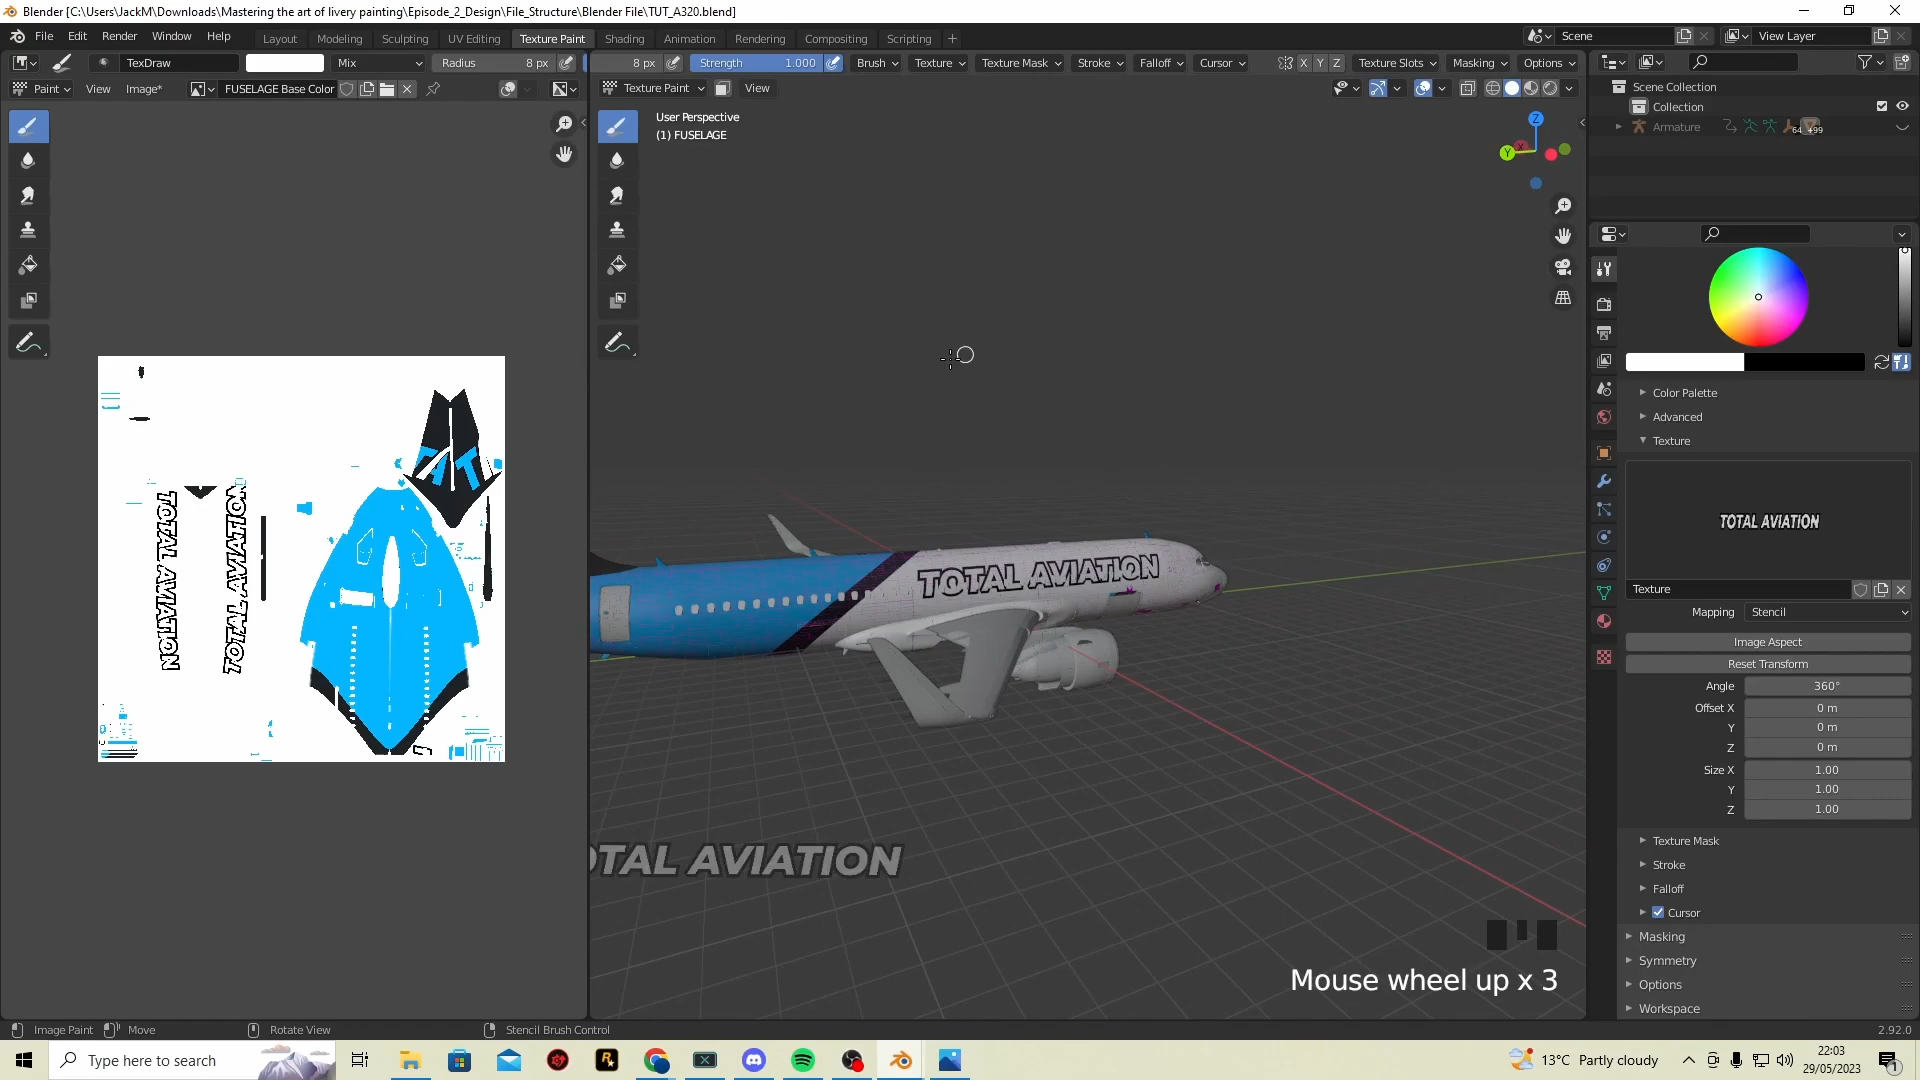 Blender [C:\Users\JackM\Downloads\Mastering the art of livery painting\Episode_2_Design\File_Structure\Blender File\TUT_A320.blend]
File Edit Render Window Help Layout Modeling Sculpting UV Editing Texture Paint Shading Animation Rendering Compositing Scripting + Scene View Layer
TexDraw Mix Radius 8 px 8 px Strength 1.000 Brush Texture Texture Mask Stroke Falloff Cursor X Y Z Texture Slots Masking Options
Paint View Image* FUSELAGE Base Color Texture Paint View
Scene Collection
Collection
Armature 64 +99
User Perspective
(1) FUSELAGE
Z
Y
X
Color Palette
Advanced
Texture
TOTAL AVIATION
Texture
Mapping Stencil
Image Aspect
Reset Transform
Angle 360°
Offset X 0 m
Y 0 m
Z 0 m
Size X 1.00
Y 1.00
Z 1.00
Texture Mask
Stroke
Falloff
Cursor
Masking
Symmetry
Options
Workspace
TOTAL AVIATION
TOTAL AVIATION
TOTAL AVIATION
OTAL AVIATION
Mouse wheel up x 3
Image Paint Move Rotate View Stencil Brush Control 2.92.0
Type here to search
13°C Partly cloudy
22:03
29/05/2023
1